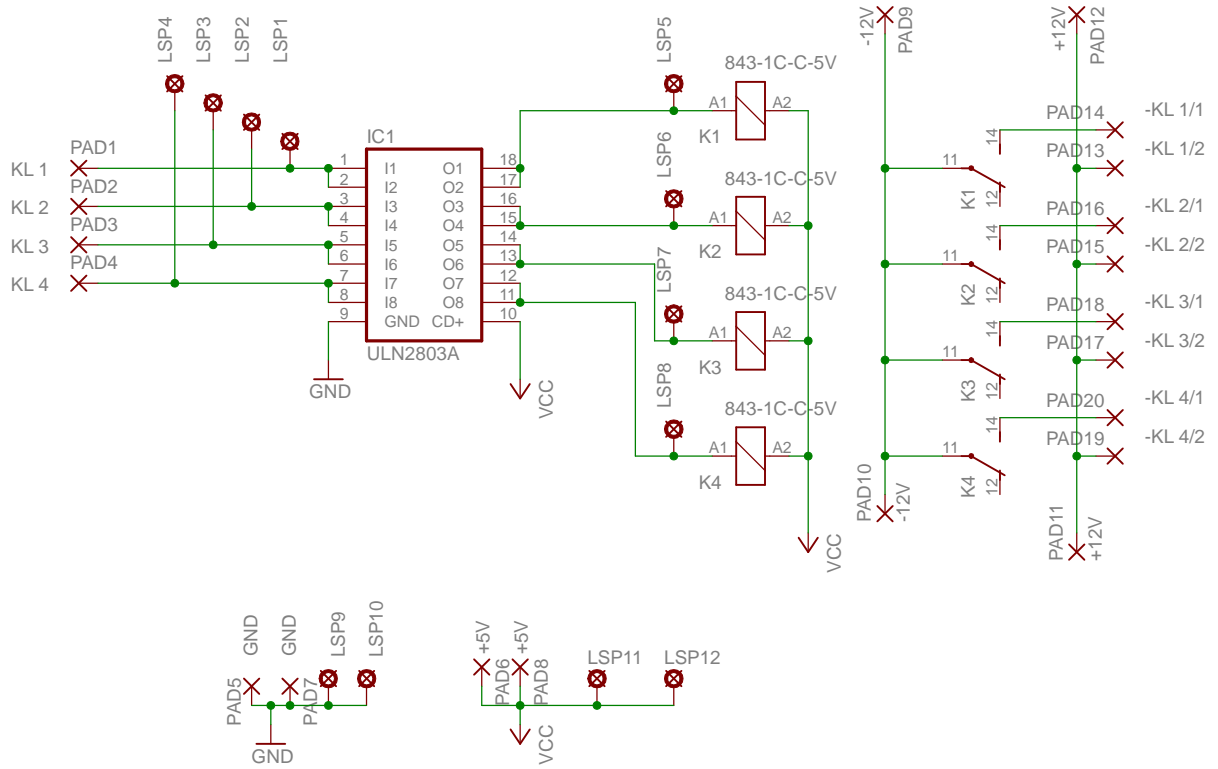 LSP4
LSP3
LSP2
LSP1
LSP5
-12V
PAD9
+12V
PAD12
843-1C-C-5V
A1
A2
K1
PAD14
-KL 1/1
14
PAD13
-KL 1/2
11
K1
12
IC1
PAD1
KL 1
PAD2
KL 2
PAD3
KL 3
PAD4
KL 4
1
I1
O1
18
2
I2
O2
17
3
I3
O3
16
4
I4
O4
15
5
I5
O5
14
6
I6
O6
13
7
I7
O7
12
8
I8
O8
11
9
GND
CD+
10
ULN2803A
GND
VCC
LSP6
843-1C-C-5V
A1
A2
K2
PAD16
-KL 2/1
14
PAD15
-KL 2/2
11
K2
12
LSP7
843-1C-C-5V
A1
A2
K3
PAD18
-KL 3/1
14
PAD17
-KL 3/2
11
K3
12
LSP8
843-1C-C-5V
A1
A2
K4
PAD20
-KL 4/1
14
PAD19
-KL 4/2
11
K4
12
PAD10
-12V
PAD11
+12V
VCC
GND
GND
LSP9
LSP10
PAD5
PAD7
GND
+5V
+5V
PAD6
PAD8
LSP11
LSP12
VCC